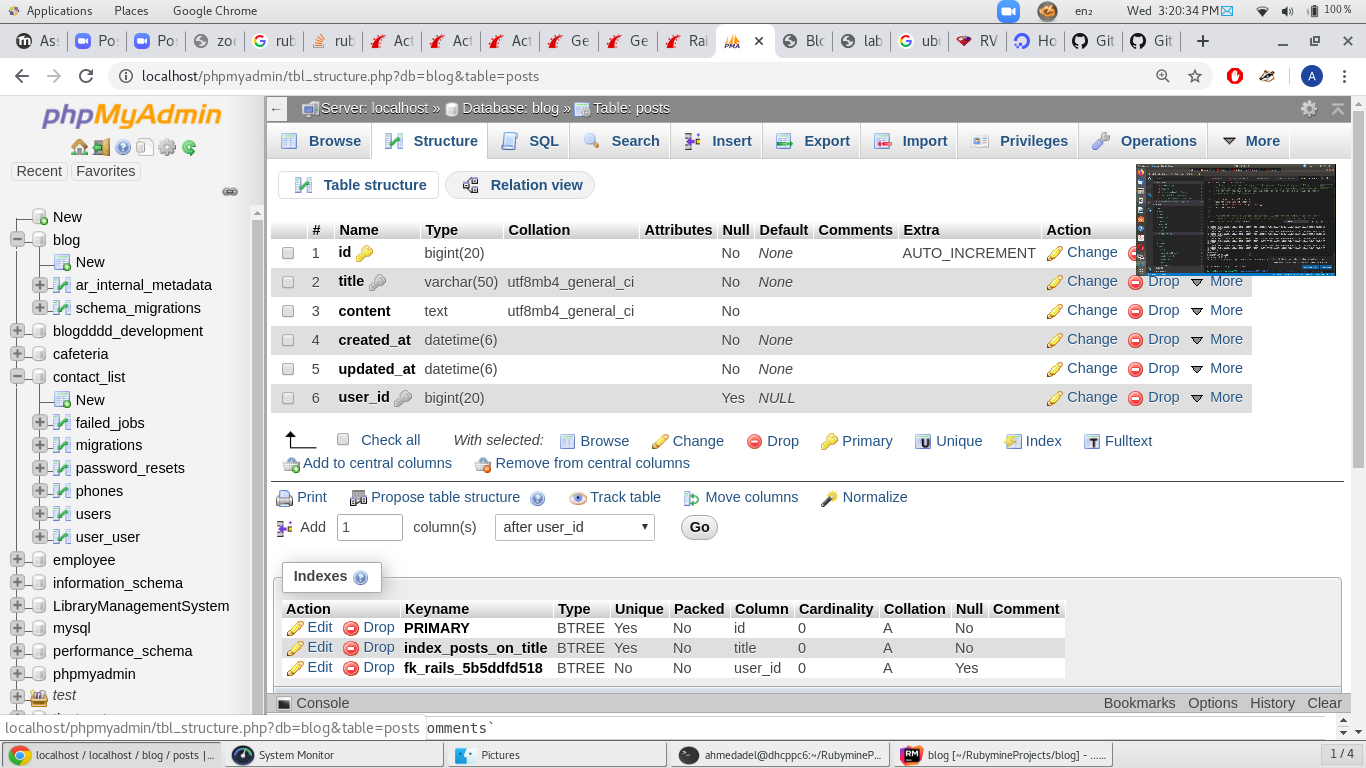 Applications Places Google Chrome en₂ Wed 3:20:34 PM 100 %
Ass Pos Pos zoo rub rub Act Act Act Ge Ge Rai Blo lab ubu RV Ho Git Git
localhost/phpmyadmin/tbl_structure.php?db=blog&table=posts A
phpMyAdmin
Recent Favorites
New
blog
New
ar_internal_metadata
schema_migrations
blogdddd_development
cafeteria
contact_list
New
failed_jobs
migrations
password_resets
phones
users
user_user
employee
information_schema
LibraryManagementSystem
mysql
performance_schema
phpmyadmin
test
← Server: localhost » Database: blog » Table: posts
Browse Structure SQL Search Insert Export Import Privileges Operations More
Table structure Relation view
# Name Type Collation Attributes Null Default Comments Extra Action
1 id bigint(20) No None AUTO_INCREMENT Change
2 title varchar(50) utf8mb4_general_ci No None Change Drop More
3 content text utf8mb4_general_ci No Change Drop More
4 created_at datetime(6) No None Change Drop More
5 updated_at datetime(6) No None Change Drop More
6 user_id bigint(20) Yes NULL Change Drop More
Check all With selected: Browse Change Drop Primary Unique Index Fulltext
Add to central columns Remove from central columns
Print Propose table structure Track table Move columns Normalize
Add 1 column(s) after user_id Go
Indexes
Action Keyname Type Unique Packed Column Cardinality Collation Null Comment
Edit Drop PRIMARY BTREE Yes No id 0 A No
Edit Drop index_posts_on_title BTREE Yes No title 0 A No
Edit Drop fk_rails_5b5ddfd518 BTREE No No user_id 0 A Yes
Console Bookmarks Options History Clear
localhost/phpmyadmin/tbl_structure.php?db=blog&table=posts omments`
localhost / localhost / blog / posts |... System Monitor Pictures ahmedadel@dhcppc6:~/RubymineP... blog [~/RubymineProjects/blog] - ...... 1 / 4